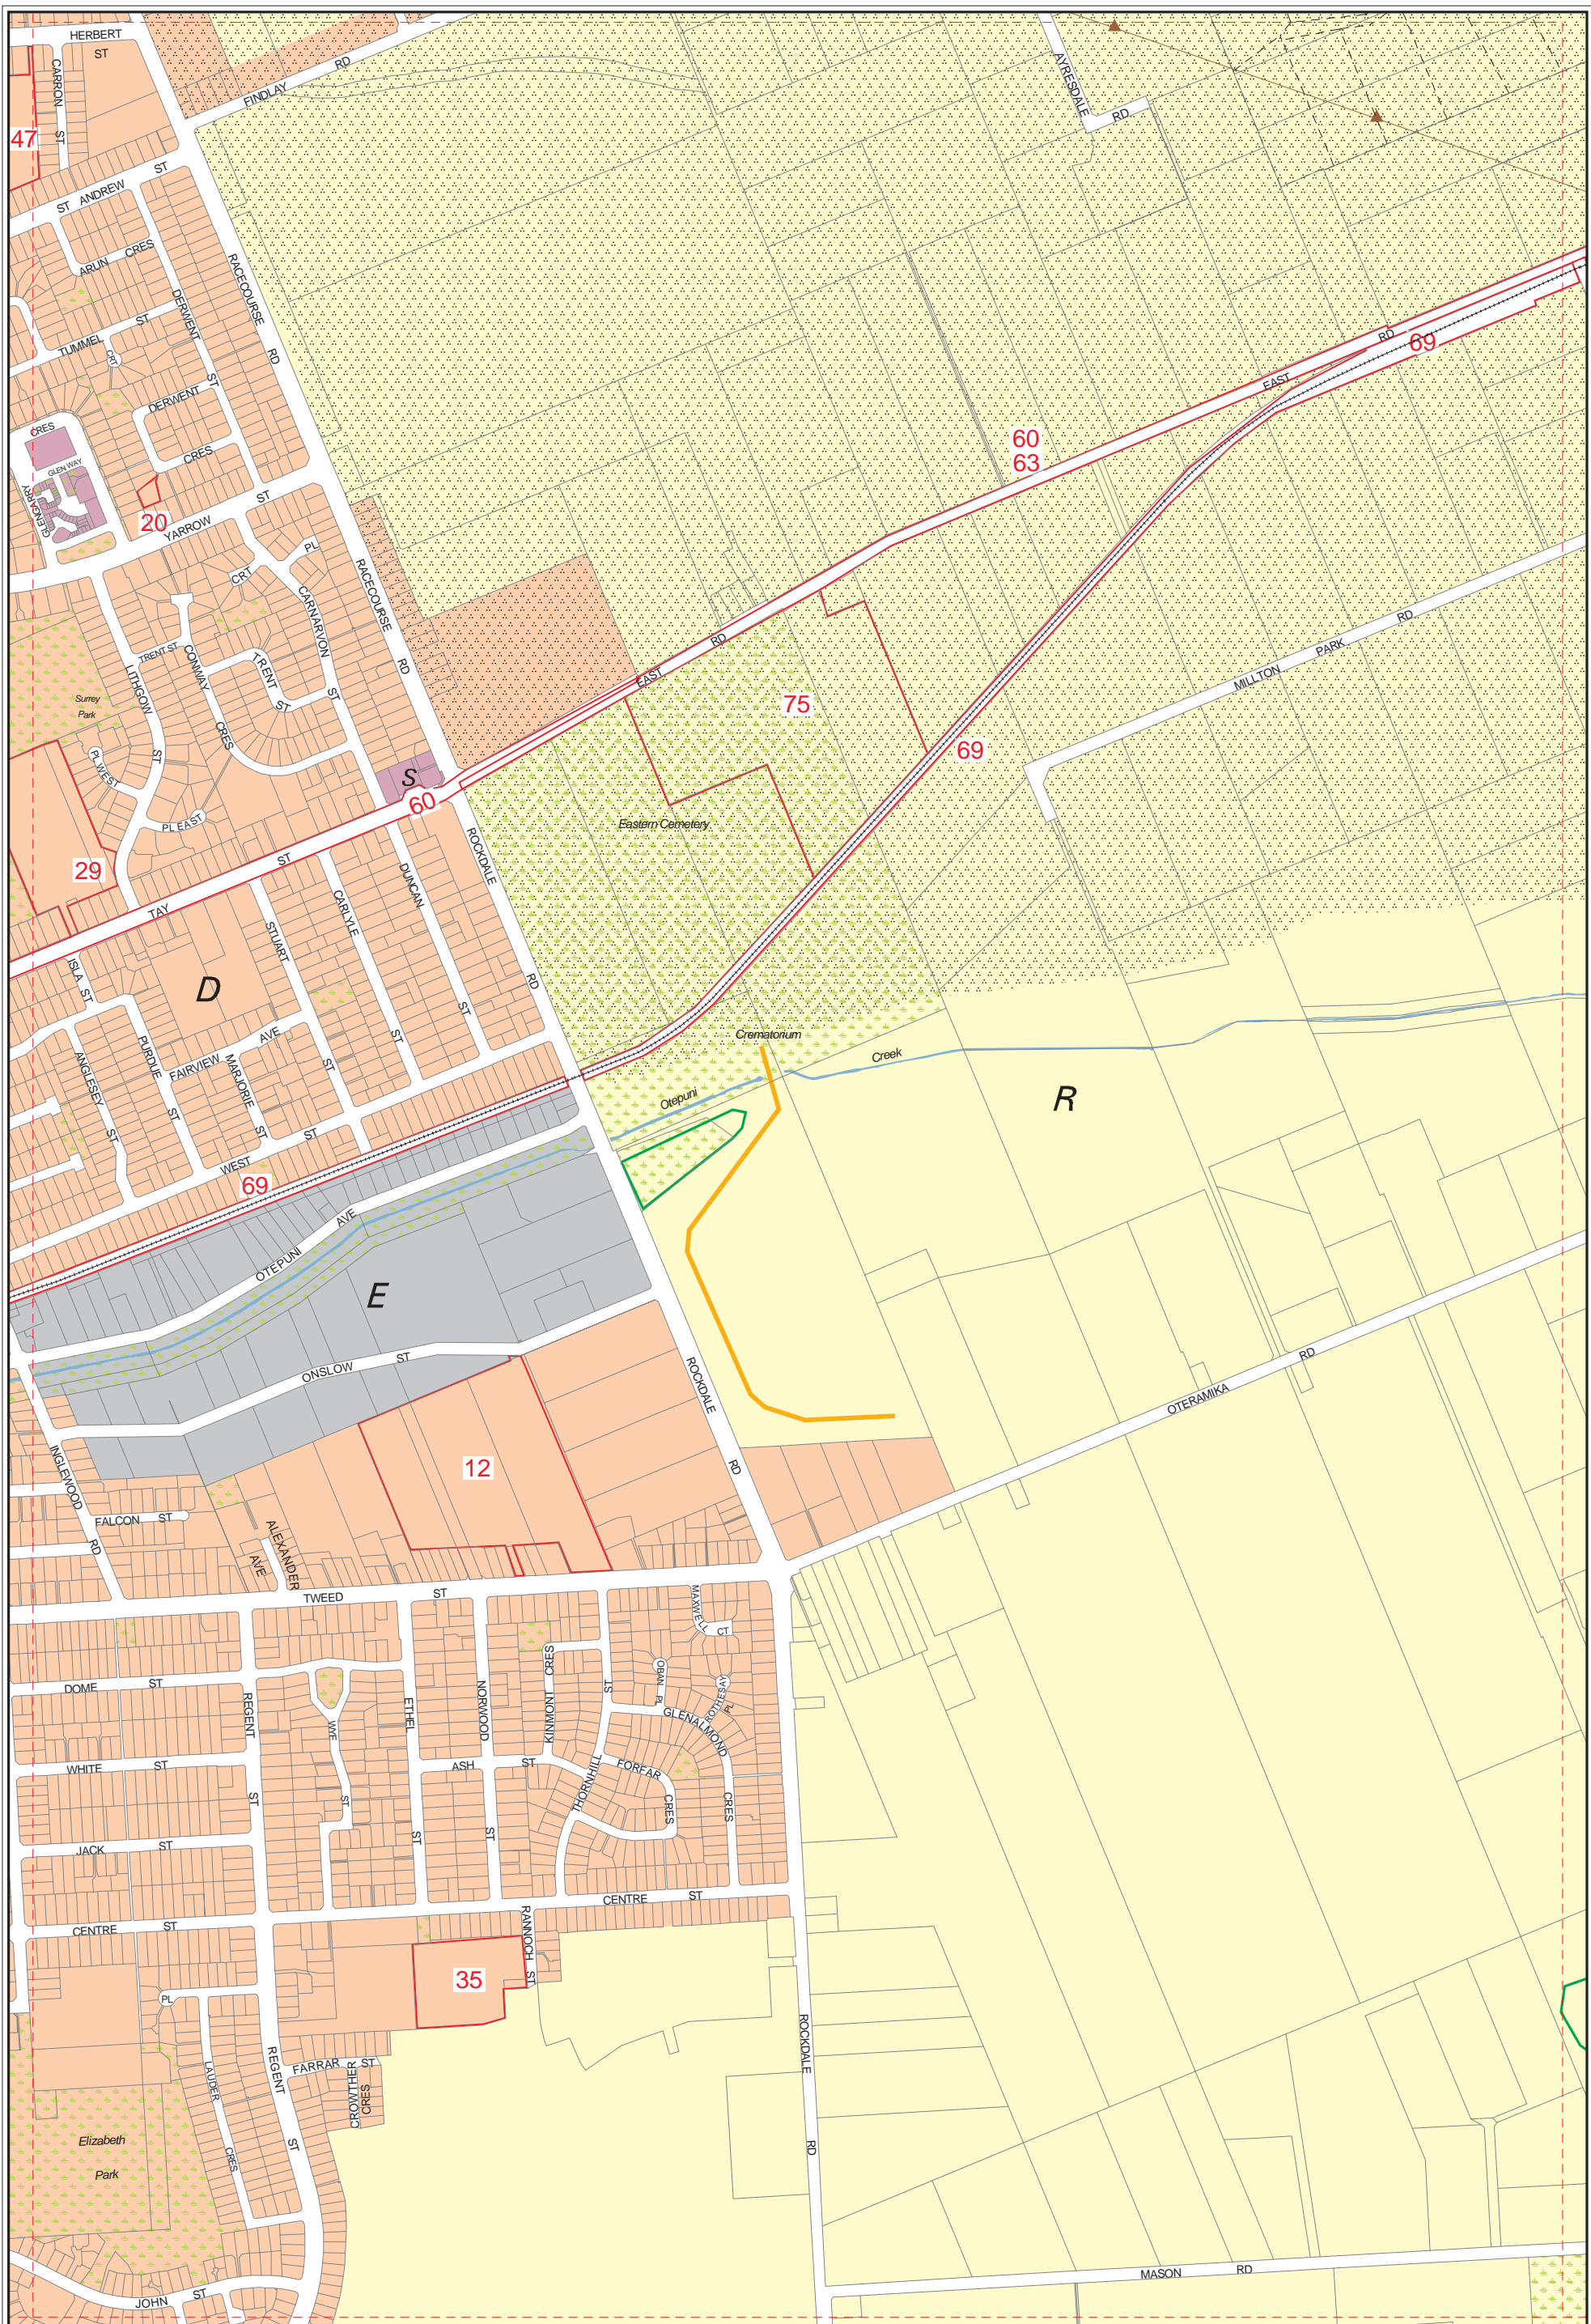 HERBERT
ST
CARRON
ST
47
FINDLAY
RD
AYRESDALE
RD
ST ANDREW
ST
ARUN
CRES
RACECOURSE
RD
DERWENT
ST
TUMMEL
ST
CRT
DERWENT
CRES
CRES
GLEN WAY
GLENGARRY
20
YARROW
ST
EAST
RD
69
60
63
PL
CRT
CARNARVON
ST
RACECOURSE
RD
TRENT ST
CONWAY
CRES
TRENT
ST
LITHGOW
ST
Surrey
Park
PL WEST
PL EAST
S
60
EAST
RD
75
69
MILLTON
PARK
RD
Eastern Cemetery
29
TAY
ST
ROCKDALE
RD
DUNCAN
ST
CARLYLE
ST
STUART
ST
ISLA ST
D
FAIRVIEW
AVE
PURDUE
ST
MARJORIE
ST
ANGLESEY
ST
WEST
ST
69
Crematorium
Creek
Otepuni
R
OTEPUNI
AVE
E
ONSLOW
ST
ROCKDALE
RD
OTERAMIKA
RD
INGLEWOOD
RD
12
FALCON
ST
ALEXANDER
AVE
TWEED
ST
MAXWELL
CT
DOME
ST
REGENT
ST
WYE
ST
ETHEL
ST
NORWOOD
ST
KINMONT
CRES
THORNHILL
ST
OBAN
PL
ROTHESAY
PL
GLENALMOND
CRES
WHITE
ST
ASH
ST
FORFAR
CRES
JACK
ST
CENTRE
ST
CENTRE
ST
RANNOCH
ST
35
PL
LAUDER
CRES
REGENT
ST
FARRAR
ST
CROWTHER
CRES
ROCKDALE
RD
Elizabeth
Park
JOHN
ST
MASON
RD